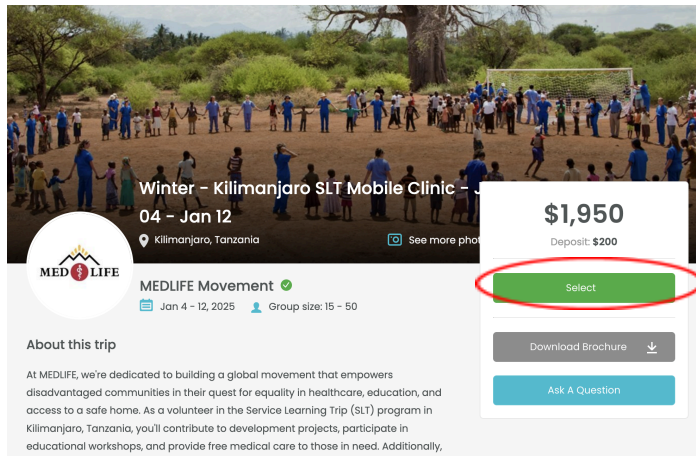 Winter - Kilimanjaro SLT Mobile Clinic - J
04 - Jan 12
Kilimanjaro, Tanzania
See more phot
$1,950
Deposit: $200
Select
Download Brochure
Ask A Question
MEDLIFE
MEDLIFE Movement
Jan 4 - 12, 2025
Group size: 15 - 50
About this trip
At MEDLIFE, we're dedicated to building a global movement that empowers
disadvantaged communities in their quest for equality in healthcare, education, and
access to a safe home. As a volunteer in the Service Learning Trip (SLT) program in
Kilimanjaro, Tanzania, you'll contribute to development projects, participate in
educational workshops, and provide free medical care to those in need. Additionally,